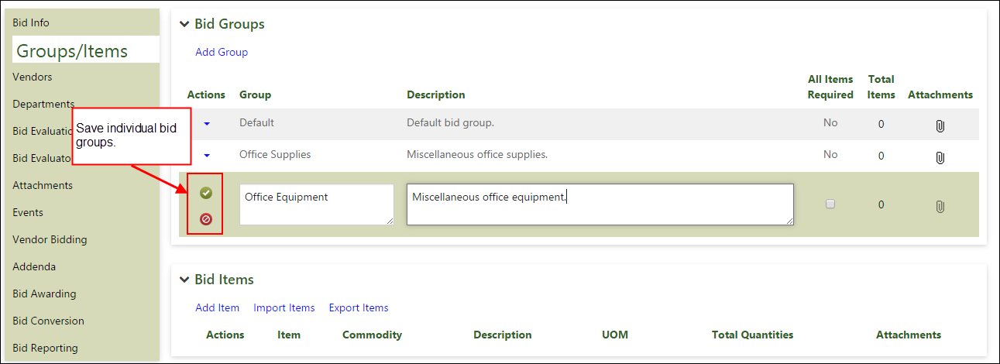 Bid Info
Groups/Items
Vendors
Departments
Bid Evaluatio
Bid Evaluato
Attachments
Events
Vendor Bidding
Addenda
Bid Awarding
Bid Conversion
Bid Reporting
Save individual bid
groups.
Bid Groups
Add Group
Actions Group Description All Items Required Total Items Attachments
Default Default bid group. No 0
Office Supplies Miscellaneous office supplies. No 0
Office Equipment Miscellaneous office equipment. 0
Bid Items
Add Item Import Items Export Items
Actions Item Commodity Description UOM Total Quantities Attachments